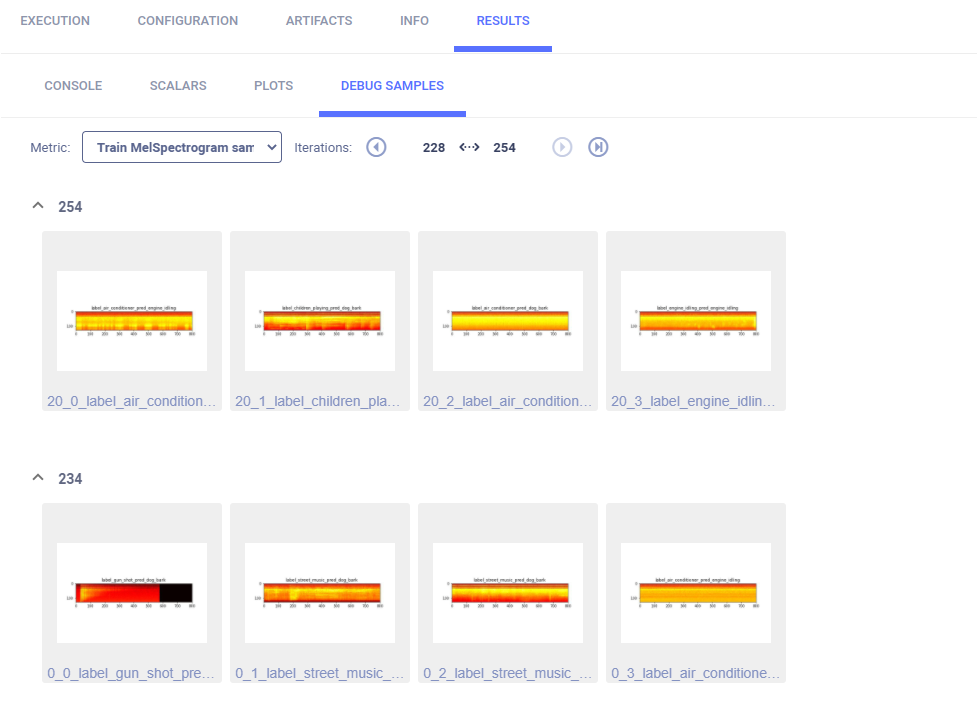 EXECUTION CONFIGURATION ARTIFACTS INFO RESULTS
CONSOLE SCALARS PLOTS DEBUG SAMPLES
Metric: Train MelSpectrogram sam Iterations: 228 254
254
label_air_conditioner_pred_engine_idling label_children_playing_pred_dog_bark label_air_conditioner_pred_dog_bark label_engine_idling_pred_engine_idling
0 0 0 0
100 100 100 100
0 100 200 300 400 500 600 700 800 0 100 200 300 400 500 600 700 800 0 100 200 300 400 500 600 700 800 0 100 200 300 400 500 600 700 800
20_0_label_air_condition... 20_1_label_children_pla... 20_2_label_air_condition... 20_3_label_engine_idlin...
234
label_gun_shot_pred_dog_bark label_street_music_pred_dog_bark label_street_music_pred_dog_bark label_air_conditioner_pred_engine_idling
0 0 0 0
100 100 100 100
0 100 200 300 400 500 600 700 800 0 100 200 300 400 500 600 700 800 0 100 200 300 400 500 600 700 800 0 100 200 300 400 500 600 700 800
0_0_label_gun_shot_pre... 0_1_label_street_music_... 0_2_label_street_music_... 0_3_label_air_conditione...